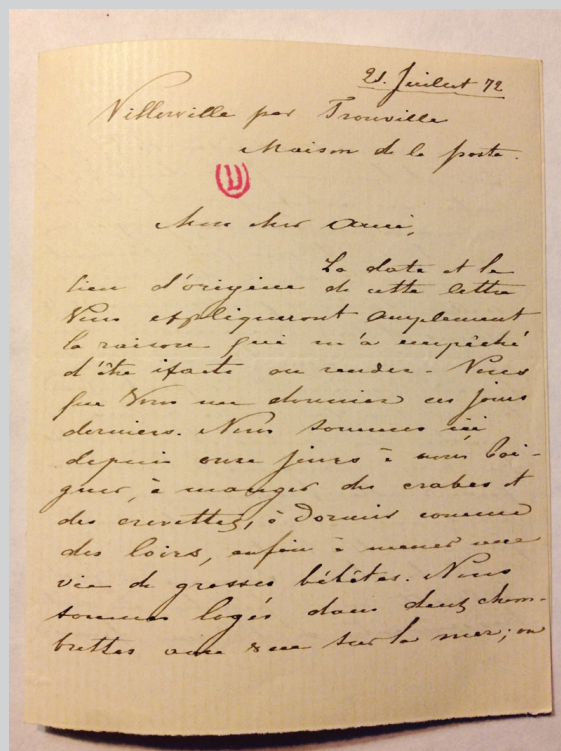 21. Juillet 72
Villerville par Trouville
Maison de la poste.
Mon cher ami,
La date et le
lieu d'origine de cette lettre
vous expliqueront amplement
la raison qui m'a empêché
d'être exacte au rendez-vous
que vous me donniez ces jours
derniers. Nous sommes ici
depuis onze jours à nous bai-
gner, à manger des crabes et
des crevettes, à dormir comme
des loirs, enfin à mener une
vie de grosses bêbêtes. Nous
sommes logés dans deux cham-
brettes avec vue sur la mer; on